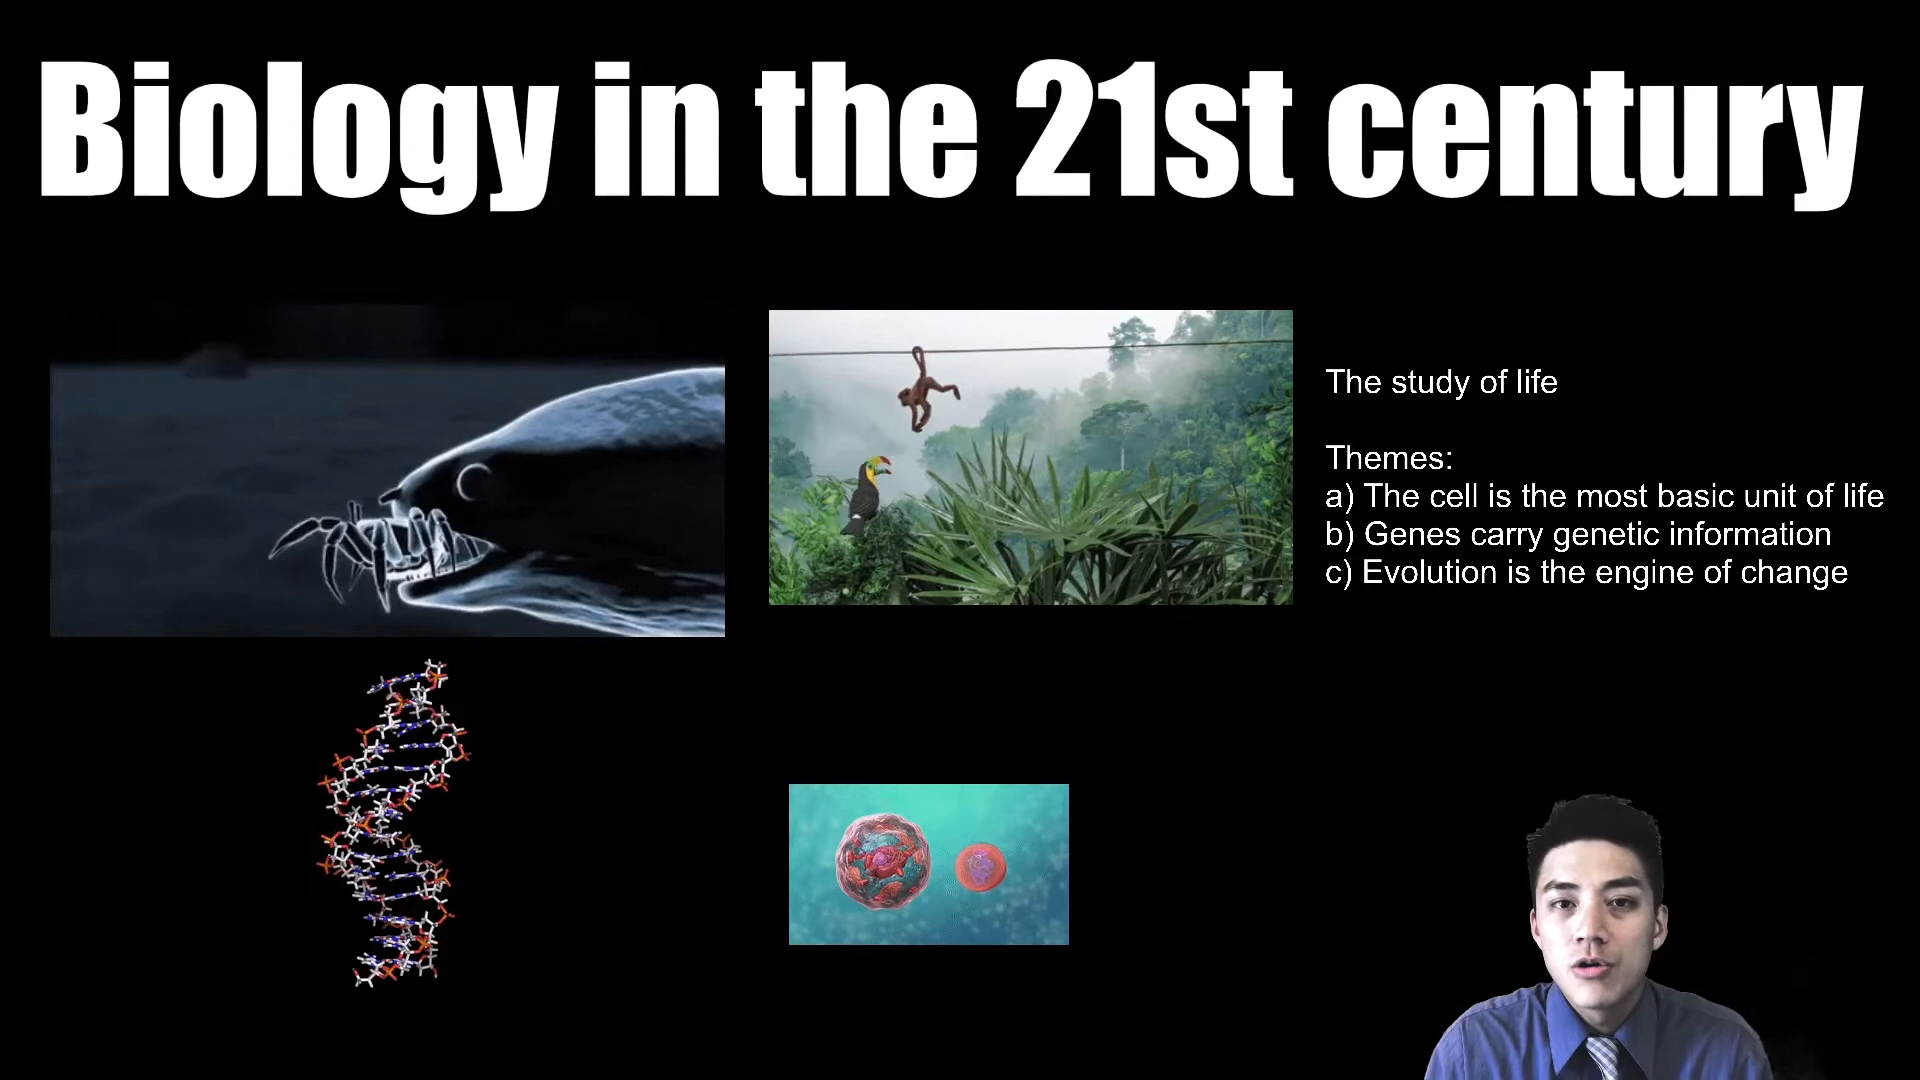 Biology in the 21st century
The study of life
Themes:
a) The cell is the most basic unit of life
b) Genes carry genetic information
c) Evolution is the engine of change